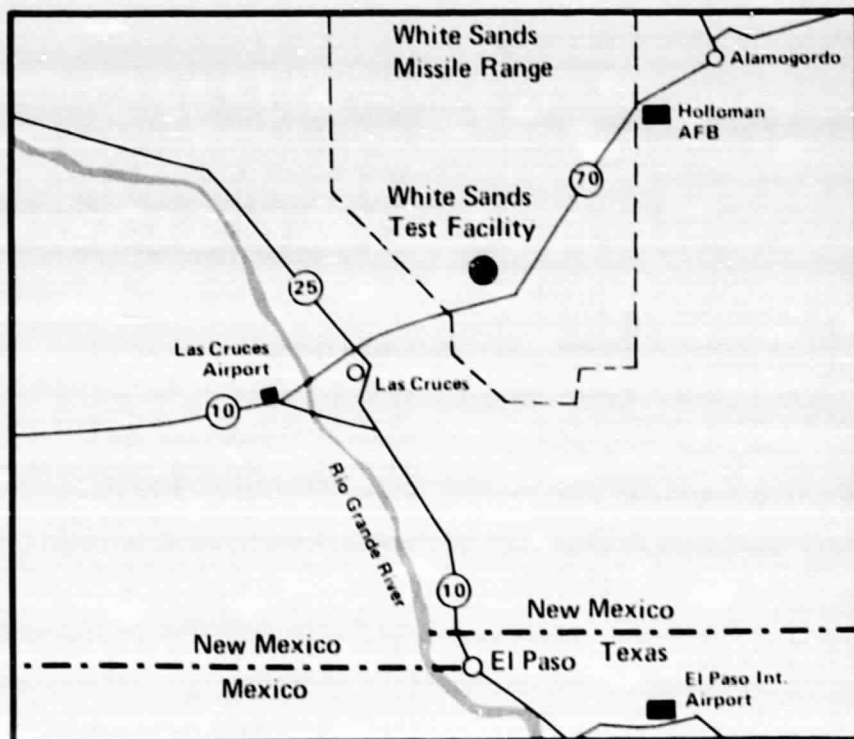 White Sands
Missile Range
Alamogordo
Holloman
AFB
70
White Sands
Test Facility
25
Las Cruces
Airport
Las Cruces
10
Rio Grande River
10
New Mexico
New Mexico
Texas
El Paso
Mexico
El Paso Int.
Airport